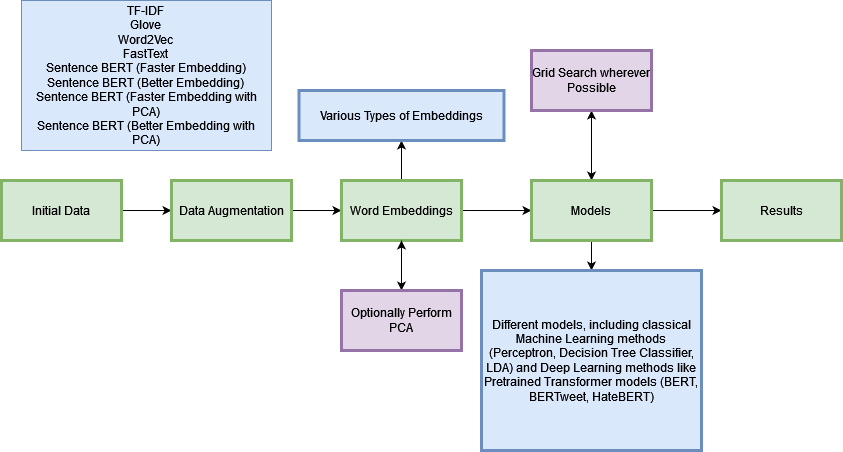 TF-IDF
Glove
Word2Vec
FastText
Sentence BERT (Faster Embedding)
Sentence BERT (Better Embedding)
Sentence BERT (Faster Embedding with
PCA)
Sentence BERT (Better Embedding with
PCA)
Various Types of Embeddings
Grid Search wherever
Possible
Initial Data
Data Augmentation
Word Embeddings
Models
Results
Optionally Perform
PCA
Different models, including classical
Machine Learning methods
(Perceptron, Decision Tree Classifier,
LDA) and Deep Learning methods like
Pretrained Transformer models (BERT,
BERTweet, HateBERT)